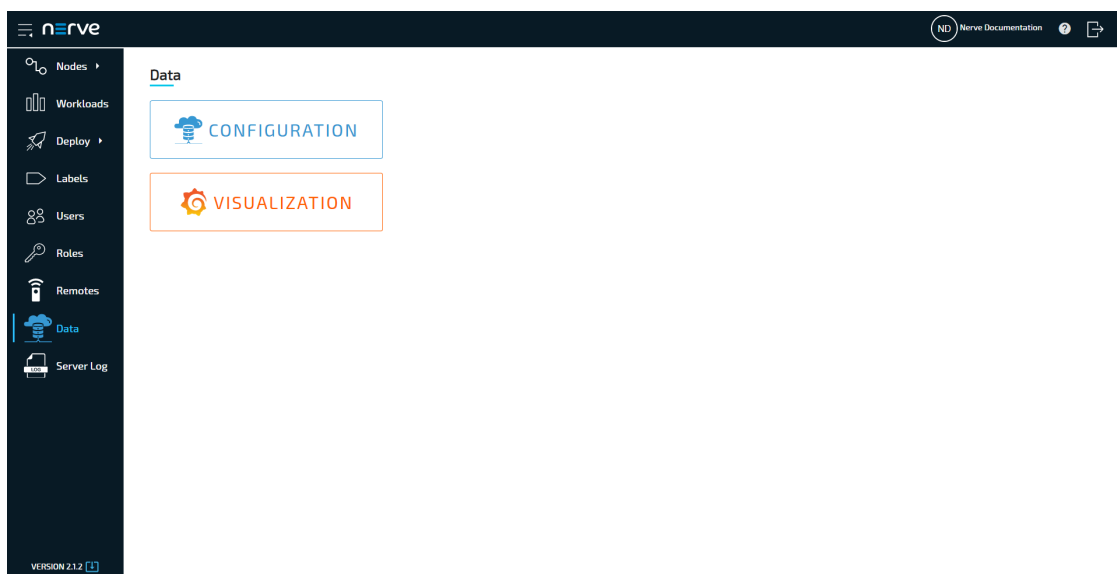 nerve
ND Nerve Documentation ?
Nodes
Workloads
Deploy
Labels
Users
Roles
Remotes
Data
LOG Server Log
VERSION 2.1.2
Data
CONFIGURATION
VISUALIZATION